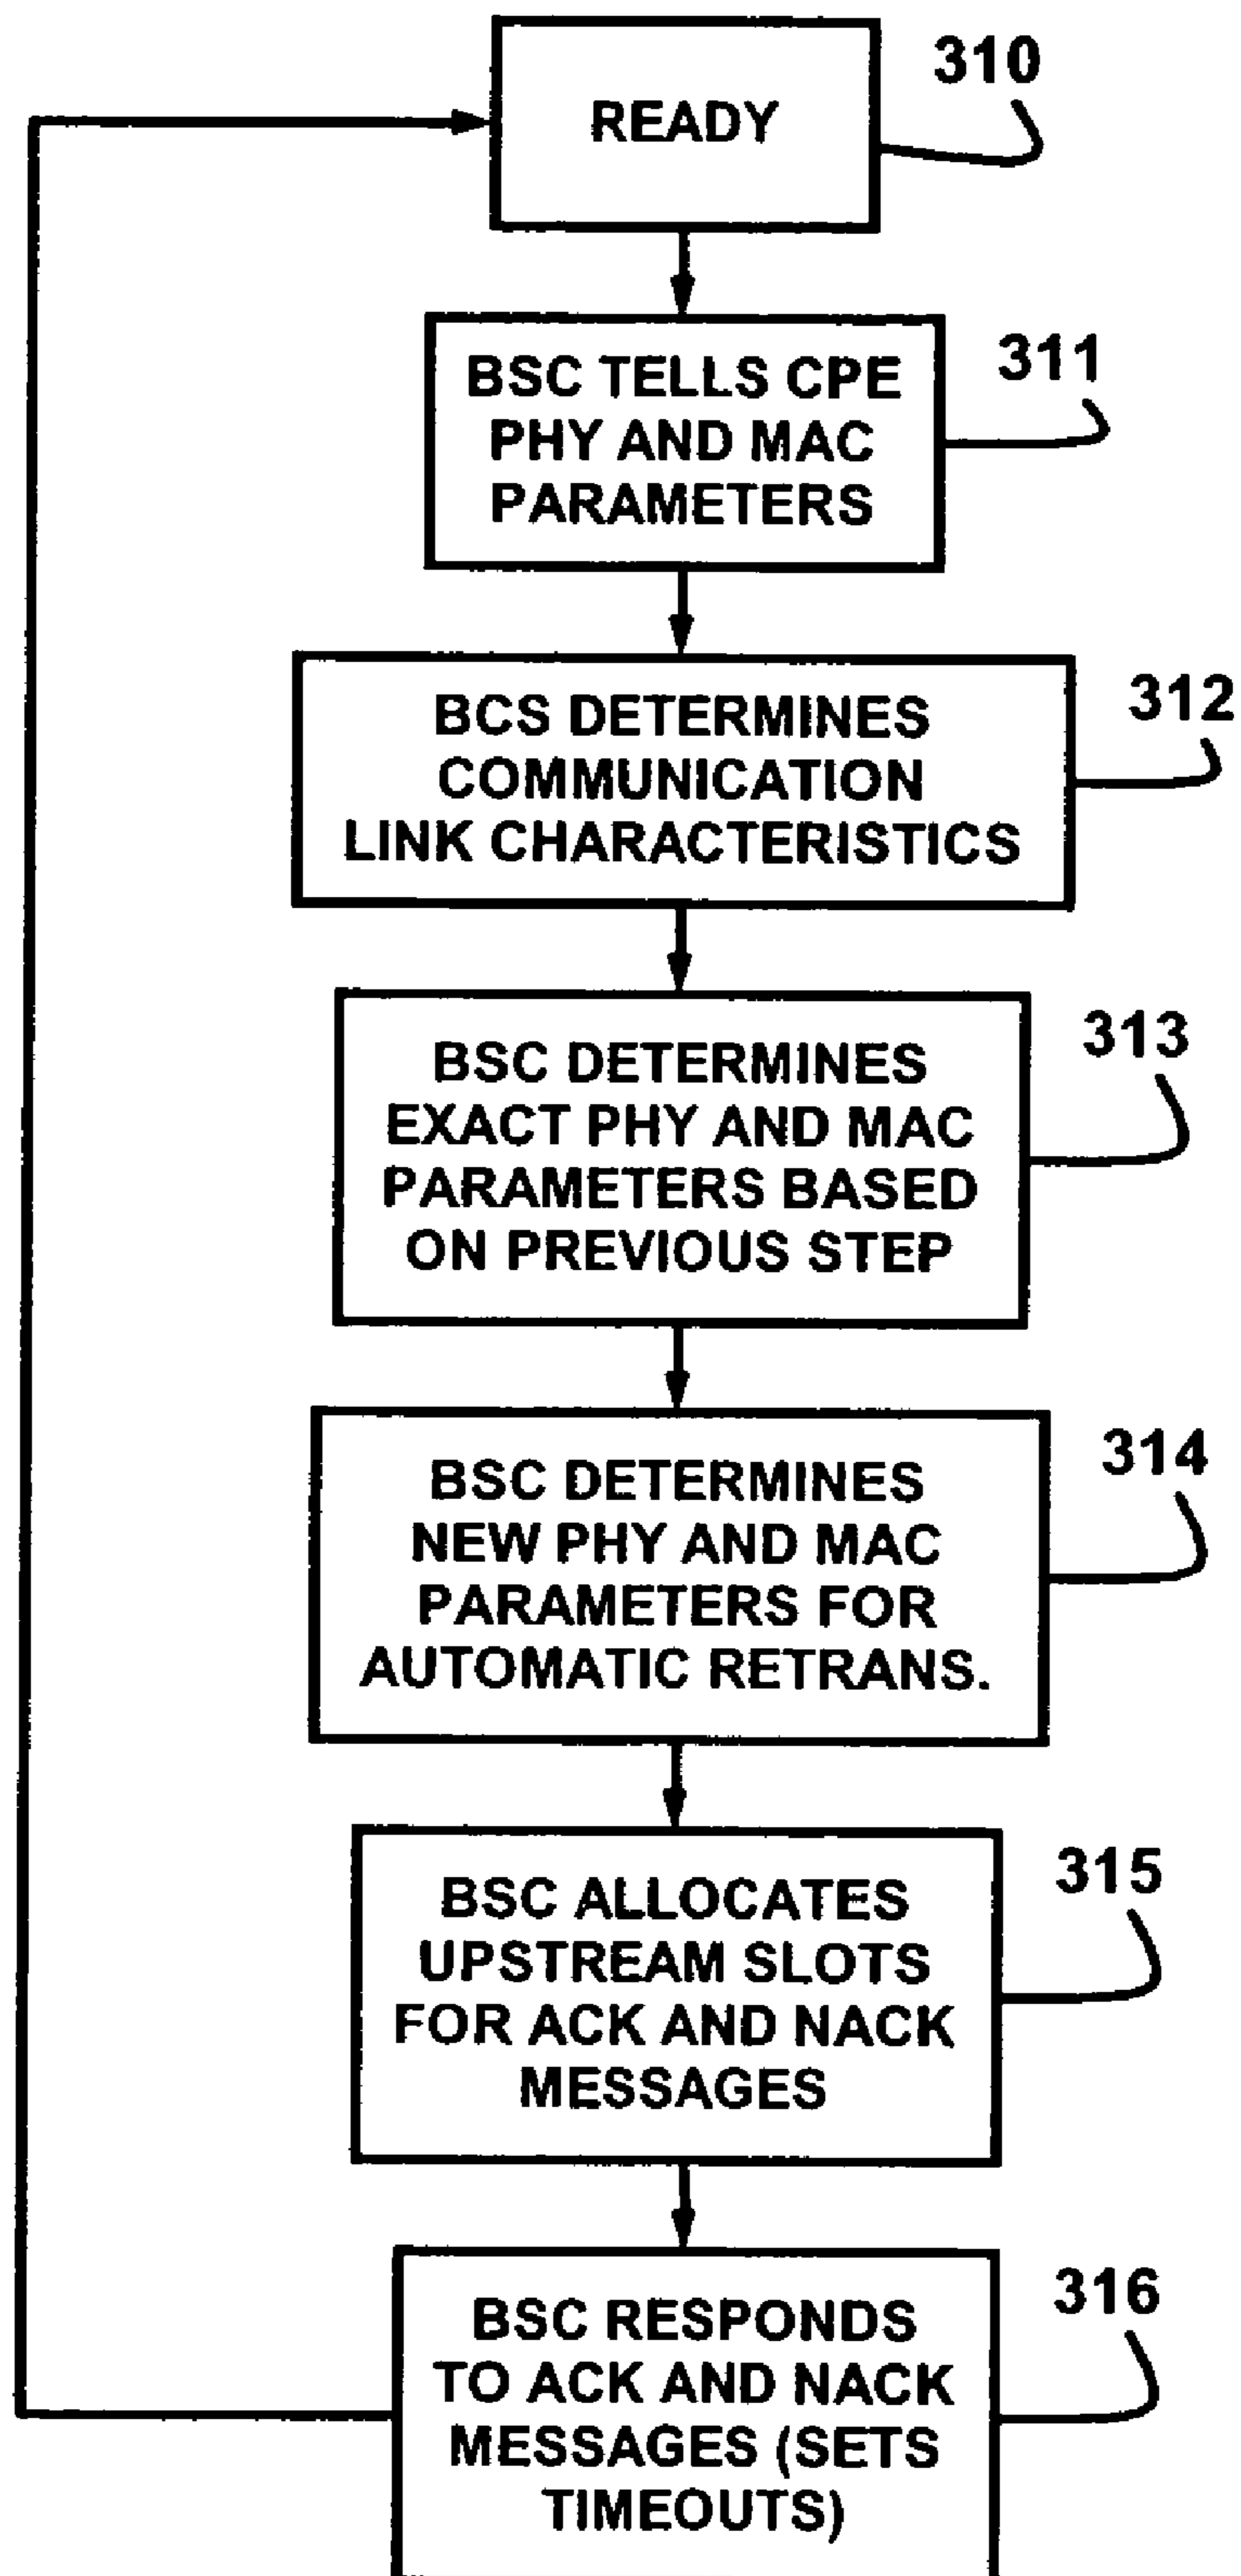 READY
310
BSC TELLS CPE
PHY AND MAC
PARAMETERS
311
BCS DETERMINES
COMMUNICATION
LINK CHARACTERISTICS
312
BSC DETERMINES
EXACT PHY AND MAC
PARAMETERS BASED
ON PREVIOUS STEP
313
BSC DETERMINES
NEW PHY AND MAC
PARAMETERS FOR
AUTOMATIC RETRANS.
314
BSC ALLOCATES
UPSTREAM SLOTS
FOR ACK AND NACK
MESSAGES
315
BSC RESPONDS
TO ACK AND NACK
MESSAGES (SETS
TIMEOUTS)
316